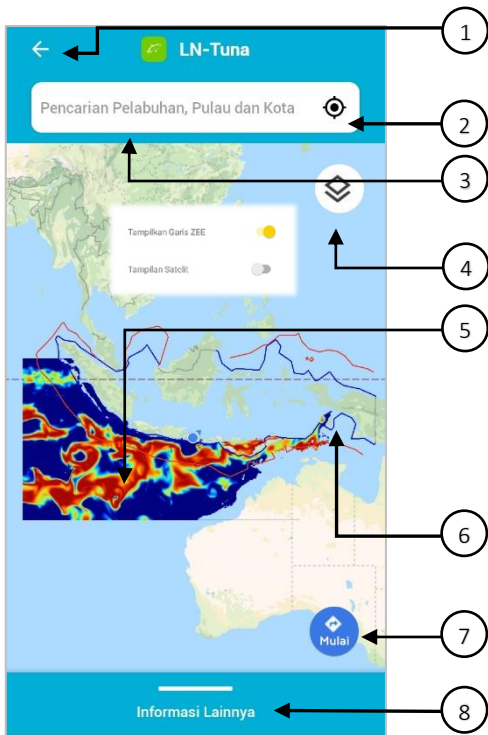 1
LN-Tuna
Pencarian Pelabuhan, Pulau dan Kota
2
3
Tampilkan Garis ZEE
Tampilan Satelit
4
5
6
Mulai
7
Informasi Lainnya
8